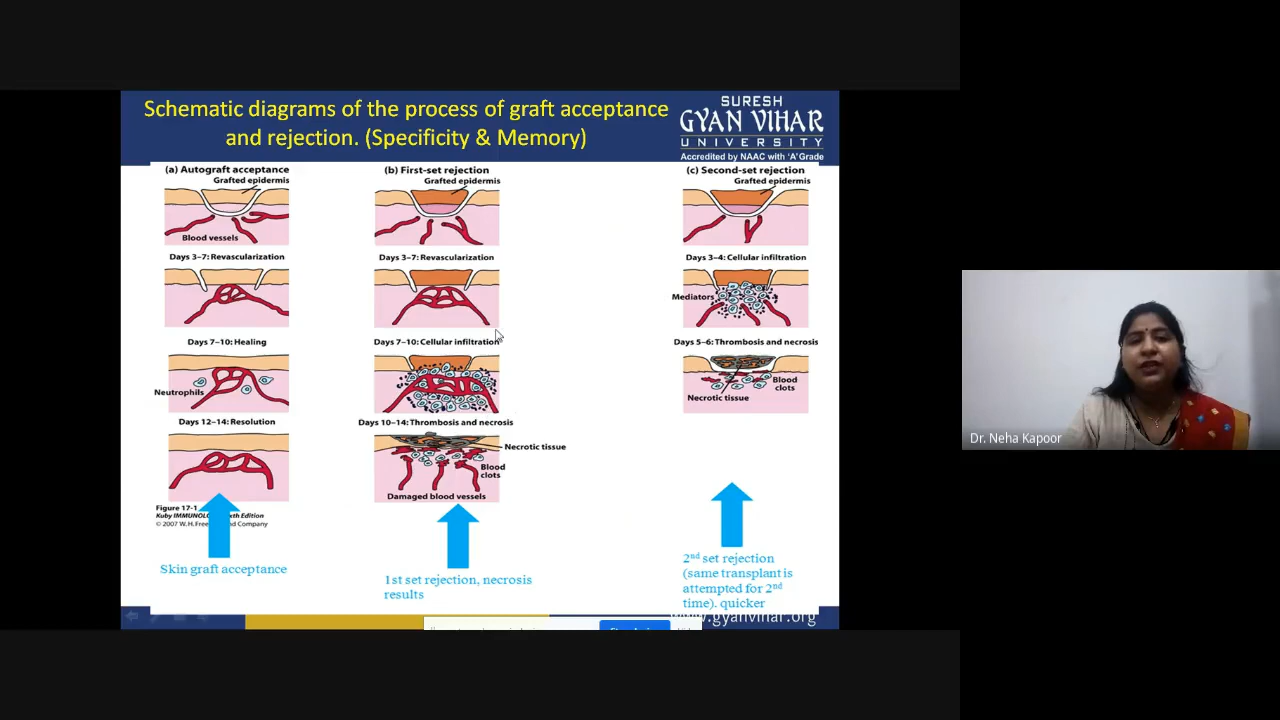 Schematic diagrams of the process of graft acceptance
and rejection. (Specificity & Memory)
SURESH
GYAN VIHAR
UNIVERSITY
Accredited by NAAC with 'A' Grade
(a) Autograft acceptance
Grafted epidermis
Blood vessels
Days 3–7: Revascularization
Days 7–10: Healing
Neutrophils
Days 12–14: Resolution
Figure 17-1
Kuby IMMUNOL
Edition
© 2007 W.H.
and Company
Skin graft acceptance
(b) First-set rejection
Grafted epidermis
Days 3–7: Revascularization
Days 7–10: Cellular infiltration
Days 10–14: Thrombosis and necrosis
Necrotic tissue
Blood
clots
Damaged blood vessels
1st set rejection, necrosis
results
(c) Second-set rejection
Grafted epidermis
Days 3–4: Cellular infiltration
Mediators
Days 5–6: Thrombosis and necrosis
Blood
clots
Necrotic tissue
2nd set rejection
(same transplant is
attempted for 2nd
time). quicker
www.gyanvihar.org
Dr. Neha Kapoor